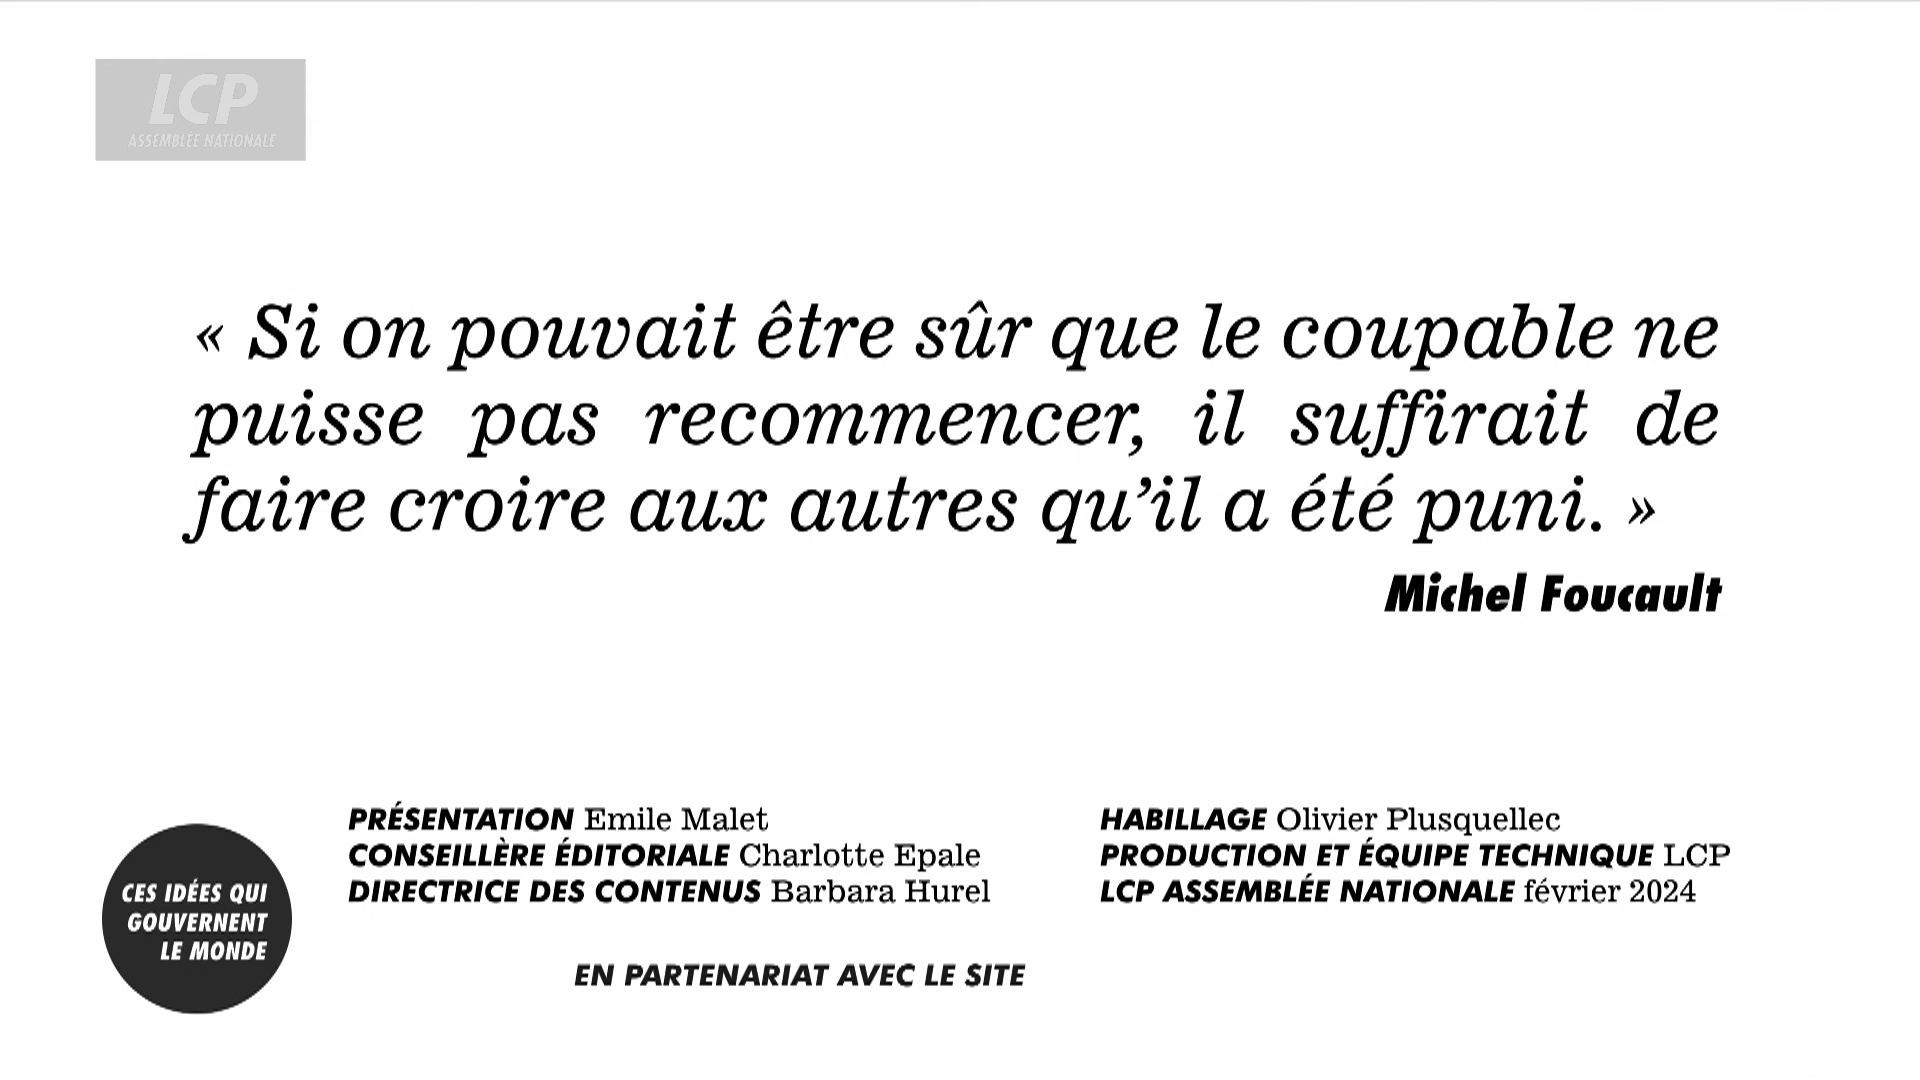 LCP
ASSEMBLÉE NATIONALE
« Si on pouvait être sûr que le coupable ne
puisse pas recommencer, il suffirait de
faire croire aux autres qu’il a été puni. »
Michel Foucault
PRÉSENTATION Emile Malet
CONSEILLÈRE ÉDITORIALE Charlotte Epale
DIRECTRICE DES CONTENUS Barbara Hurel
HABILLAGE Olivier Plusquellec
PRODUCTION ET ÉQUIPE TECHNIQUE LCP
LCP ASSEMBLÉE NATIONALE février 2024
CES IDÉES QUI
GOUVERNENT
LE MONDE
EN PARTENARIAT AVEC LE SITE